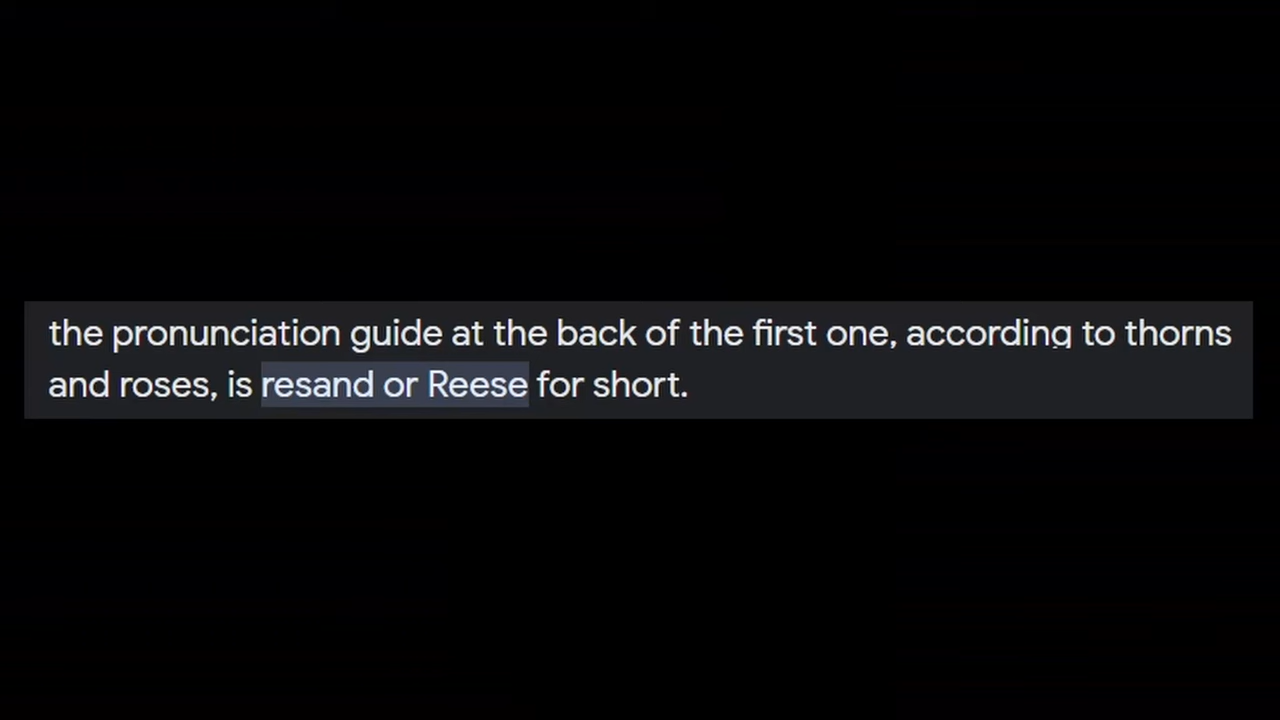 the pronunciation guide at the back of the first one, according to thorns
and roses, is resand or Reese for short.